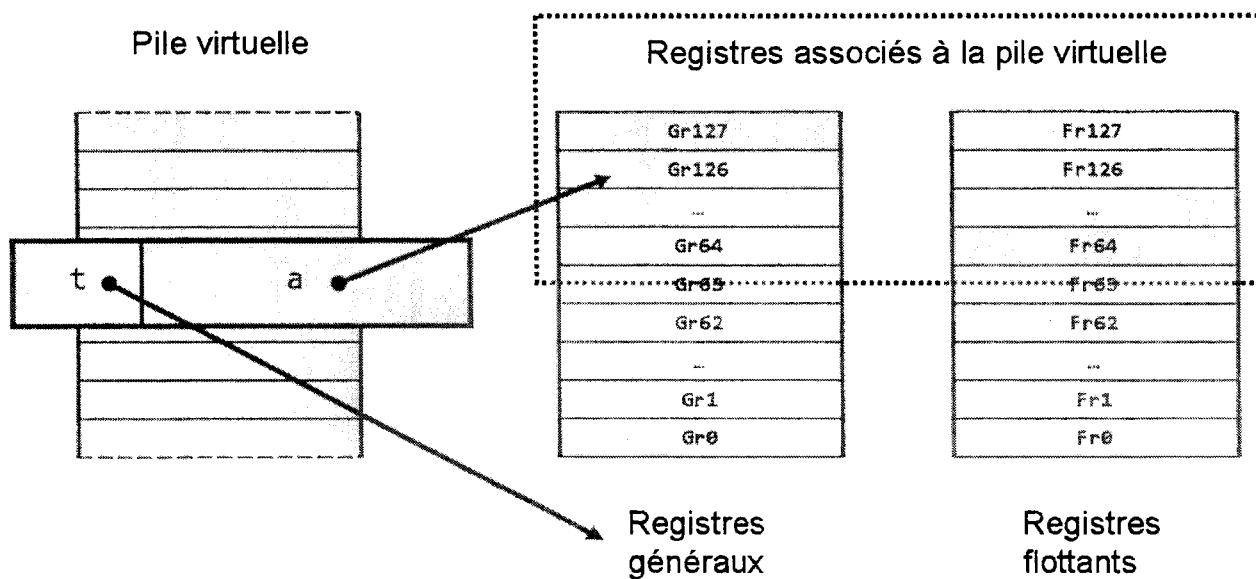 Pile virtuelle
Registres associés à la pile virtuelle
t
a
Gr127
Gr126
…
Gr64
Gr63
Gr62
…
Gr1
Gr0
Fr127
Fr126
…
Fr64
Fr63
Fr62
…
Fr1
Fr0
Registres
généraux
Registres
flottants